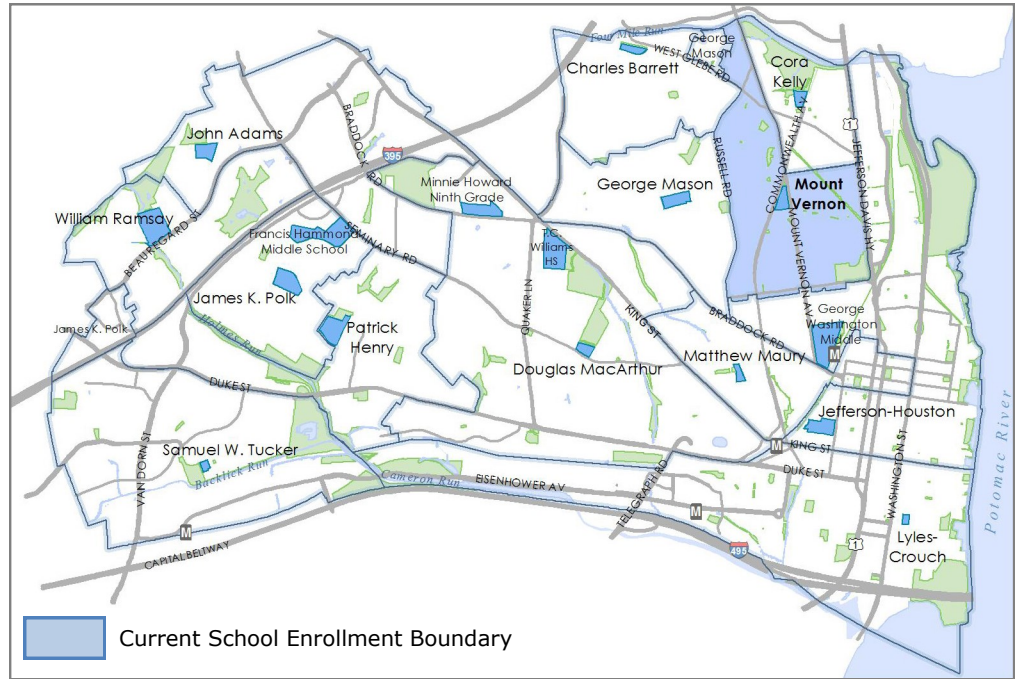 Four Mile Run
George
Mason
WEST GLEBE RD
Charles Barrett
Cora
Kelly
COMMONWEALTH AV
1
JEFFERSON DAVIS HY
John Adams
BRADDOCK RD
395
Minnie Howard
Ninth Grade
RUSSELL RD
George Mason
Mount
Vernon
COMMONWEALTH AV
MOUNT VERNON AV
William Ramsay
BEAUREGARD ST
Francis Hammond
Middle School
SEMINARY RD
T.C.
Williams
HS
James K. Polk
QUAKER LN
KING ST
BRADDOCK RD
George
Washington
Middle
M
James K. Polk
Holmes Run
Patrick
Henry
Douglas MacArthur
Matthew Maury
DUKE ST
Jefferson-Houston
M
KING ST
Samuel W. Tucker
VAN DORN ST
Backlick Run
Cameron Run
EISENHOWER AV
TELEGRAPH RD
DUKE ST
WASHINGTON ST
Potomac River
M
M
CAPITAL BELTWAY
495
1
Lyles-
Crouch
Current School Enrollment Boundary